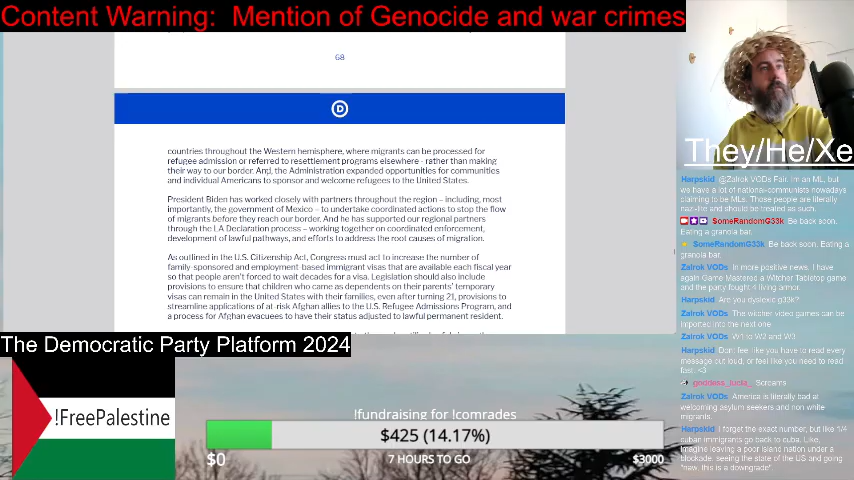 Content Warning:  Mention of Genocide and war crimes
68
D
countries throughout the Western hemisphere, where migrants can be processed for
refugee admission or referred to resettlement programs elsewhere - rather than making
their way to our border. And, the Administration expanded opportunities for communities
and individual Americans to sponsor and welcome refugees to the United States.
President Biden has worked closely with partners throughout the region – including, most
importantly, the government of Mexico – to undertake coordinated actions to stop the flow
of migrants before they reach our border. And he has supported our regional partners
through the LA Declaration process – working together on coordinated enforcement,
development of lawful pathways, and efforts to address the root causes of migration.
As outlined in the U.S. Citizenship Act, Congress must act to increase the number of
family-sponsored and employment- based immigrant visas that are available each fiscal year
so that people aren't forced to wait decades for a visa. Legislation should also include
provisions to ensure that children who came as dependents on their parents' temporary
visas can remain in the United States with their families, even after turning 21, provisions to
streamline applications of at-risk Afghan allies to the U.S. Refugee Admissions Program, and
a process for Afghan evacuees to have their status adjusted to lawful permanent resident.
They/He/Xe
Harpskid @Zalrok VODs Fair. I'm an ML, but
we have a lot of national-communists nowadays
claiming to be MLs. Those people are literally
nazi-lite and should be treated as such.
SomeRandomG33k: Be back soon.
Eating a granola bar.
SomeRandomG33k: Be back soon. Eating a
granola bar.
Zalrok VODs In more positive news, I have
again Game Mastered a Witcher Tabletop game
and the party fought 4 living armor.
Harpskid Are you dyslexic g33k?
Zalrok VODs The witcher video games can be
imported into the next one
Zalrok VODs W1 to W2 and W3
Harpskid Don't feel like you have to read every
message out loud, or feel like you need to read
fast. <3
goddess_lucia_: Screams
Zalrok VODs America is literally bad at
welcoming asylum seekers and non white
migrants.
Harpskid I forget the exact number, but like 1/4
cuban immigrants go back to cuba. Like,
imagine leaving a poor island nation under a
blockade, seeing the state of the US and going
"naw, this is a downgrade"
The Democratic Party Platform 2024
!FreePalestine
!fundraising for !comrades
$425 (14.17%)
$0
7 HOURS TO GO
$3000